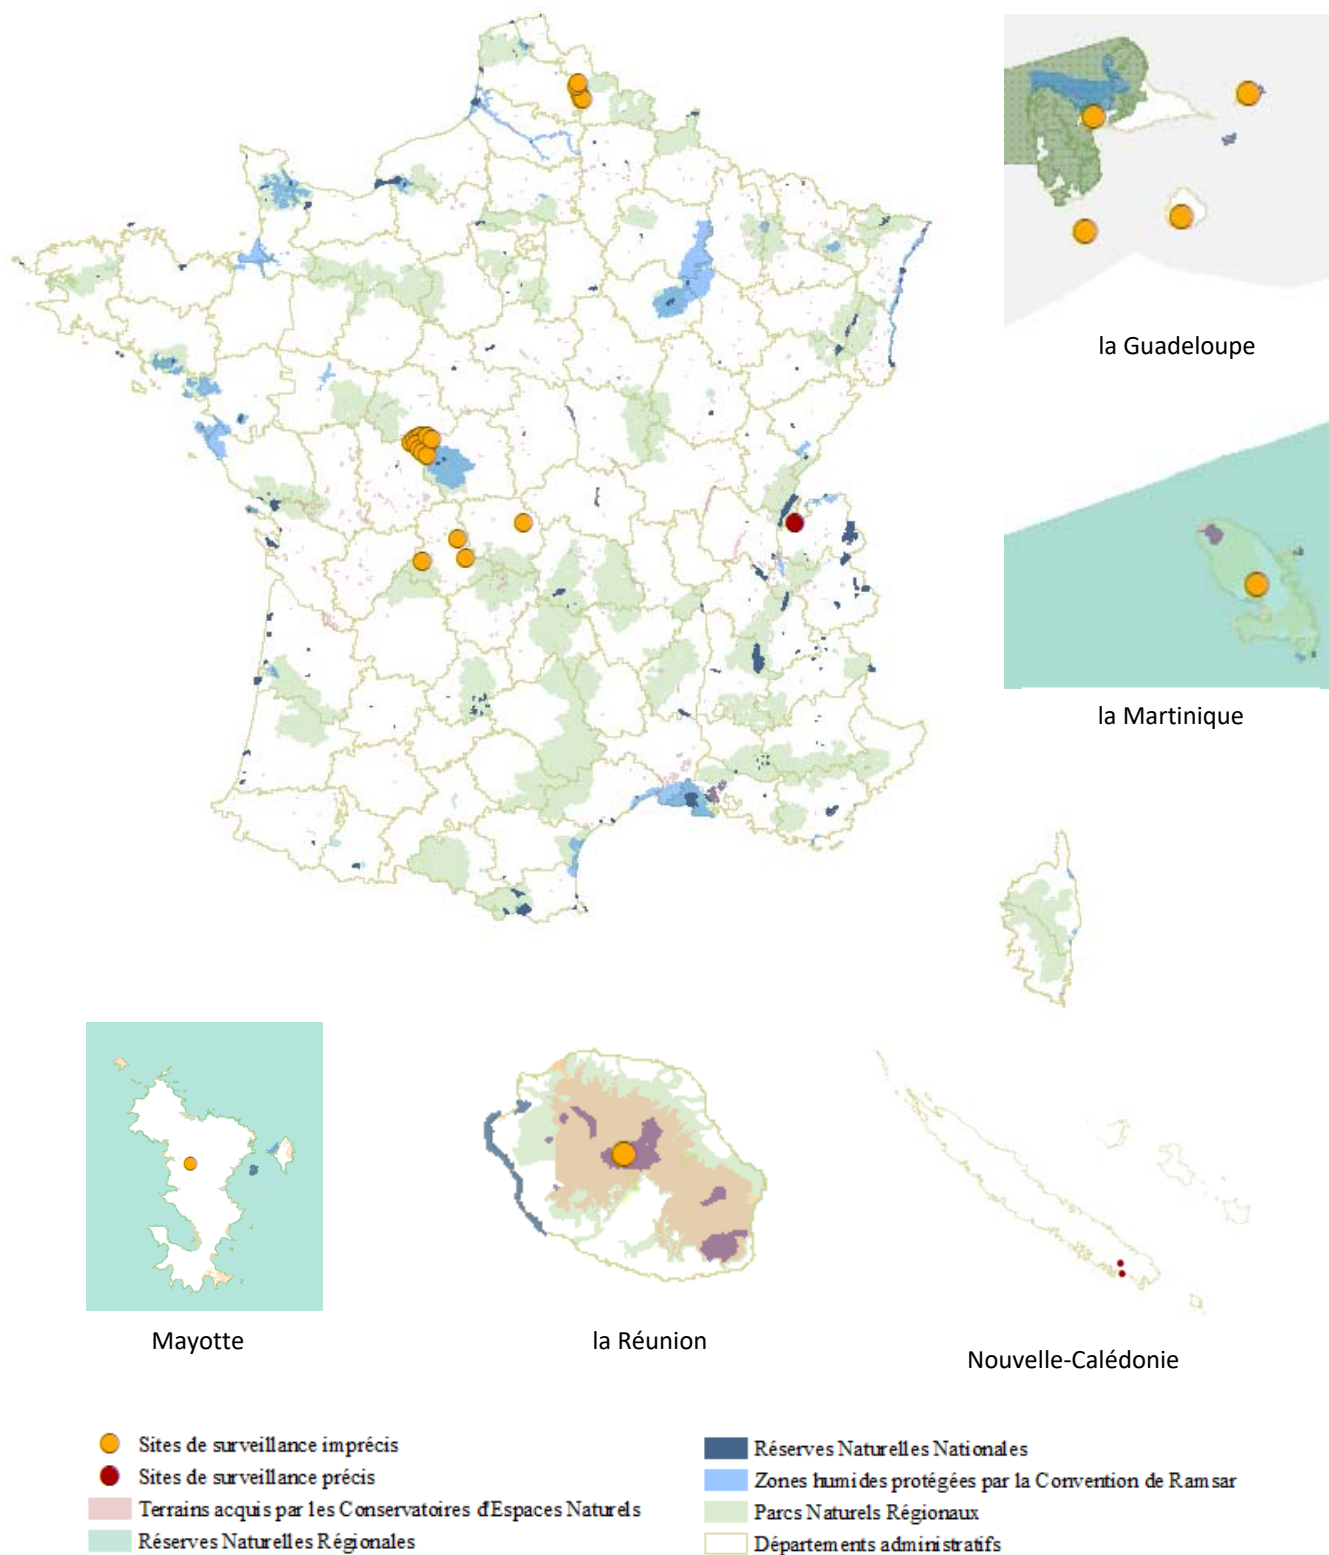 la Guadeloupe
la Martinique
Mayotte
la Réunion
Nouvelle-Calédonie
Sites de surveillance imprécis
Sites de surveillance précis
Terrains acquis par les Conservatoires d'Espaces Naturels
Réserves Naturelles Régionales
Réserves Naturelles Nationales
Zones humides protégées par la Convention de Ramsar
Parcs Naturels Régionaux
Départements administratifs